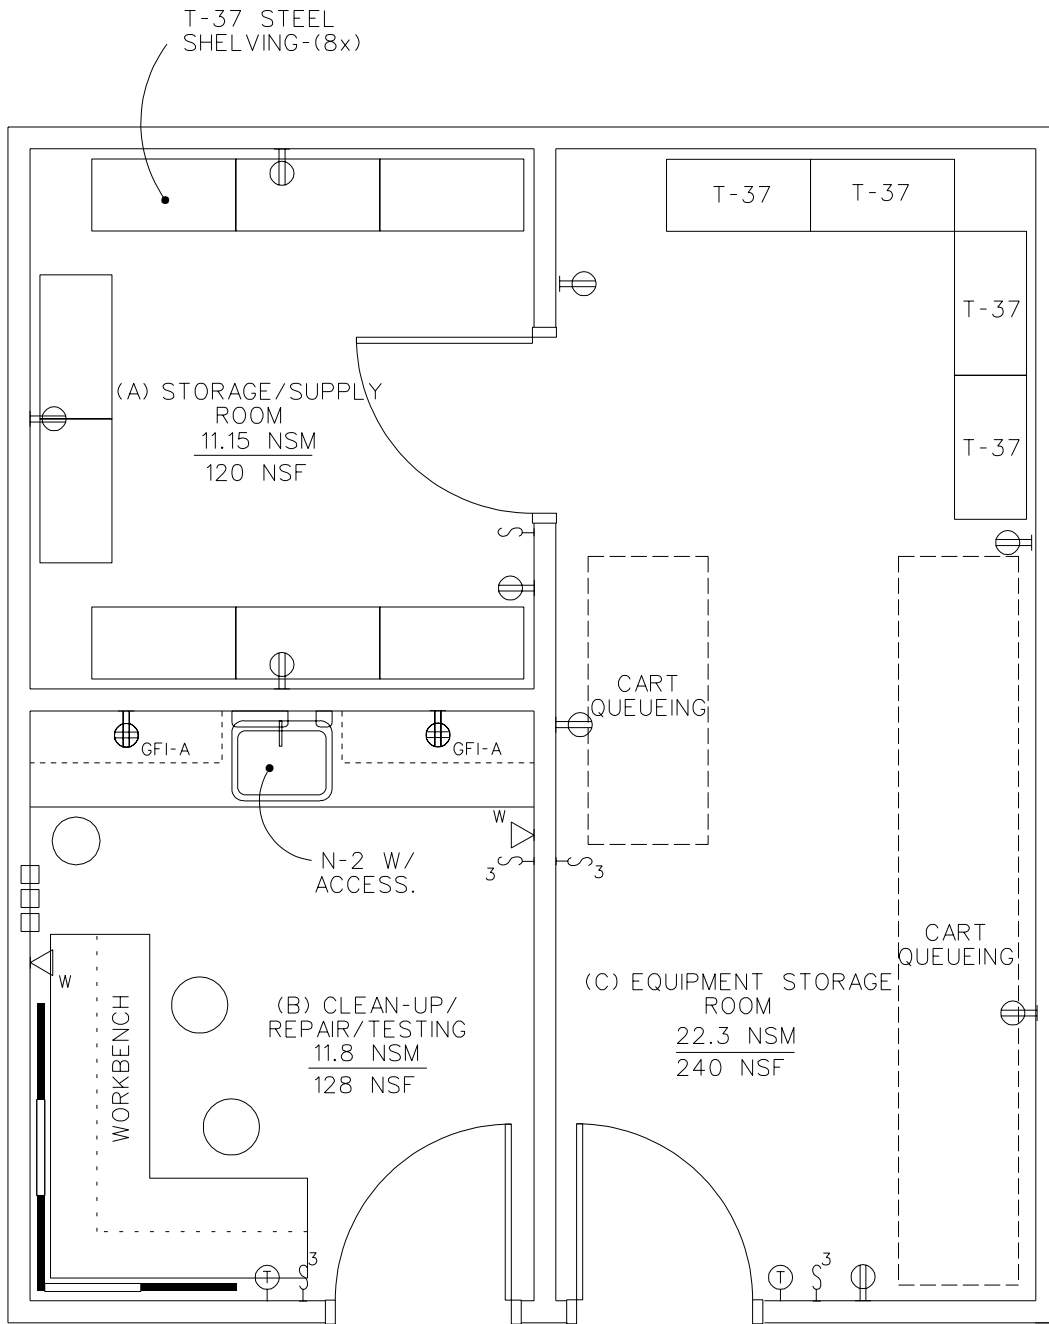 T-37 STEEL
SHELVING-(8x)
T-37
T-37
T-37
T-37
(A) STORAGE/SUPPLY
ROOM
11.15 NSM
120 NSF
CART
QUEUEING
GFI-A
GFI-A
W
3
3
N-2 W/
ACCESS.
W
CART
QUEUEING
(B) CLEAN-UP/
REPAIR/TESTING
11.8 NSM
128 NSF
(C) EQUIPMENT STORAGE
ROOM
22.3 NSM
240 NSF
WORKBENCH
T
3
T
3